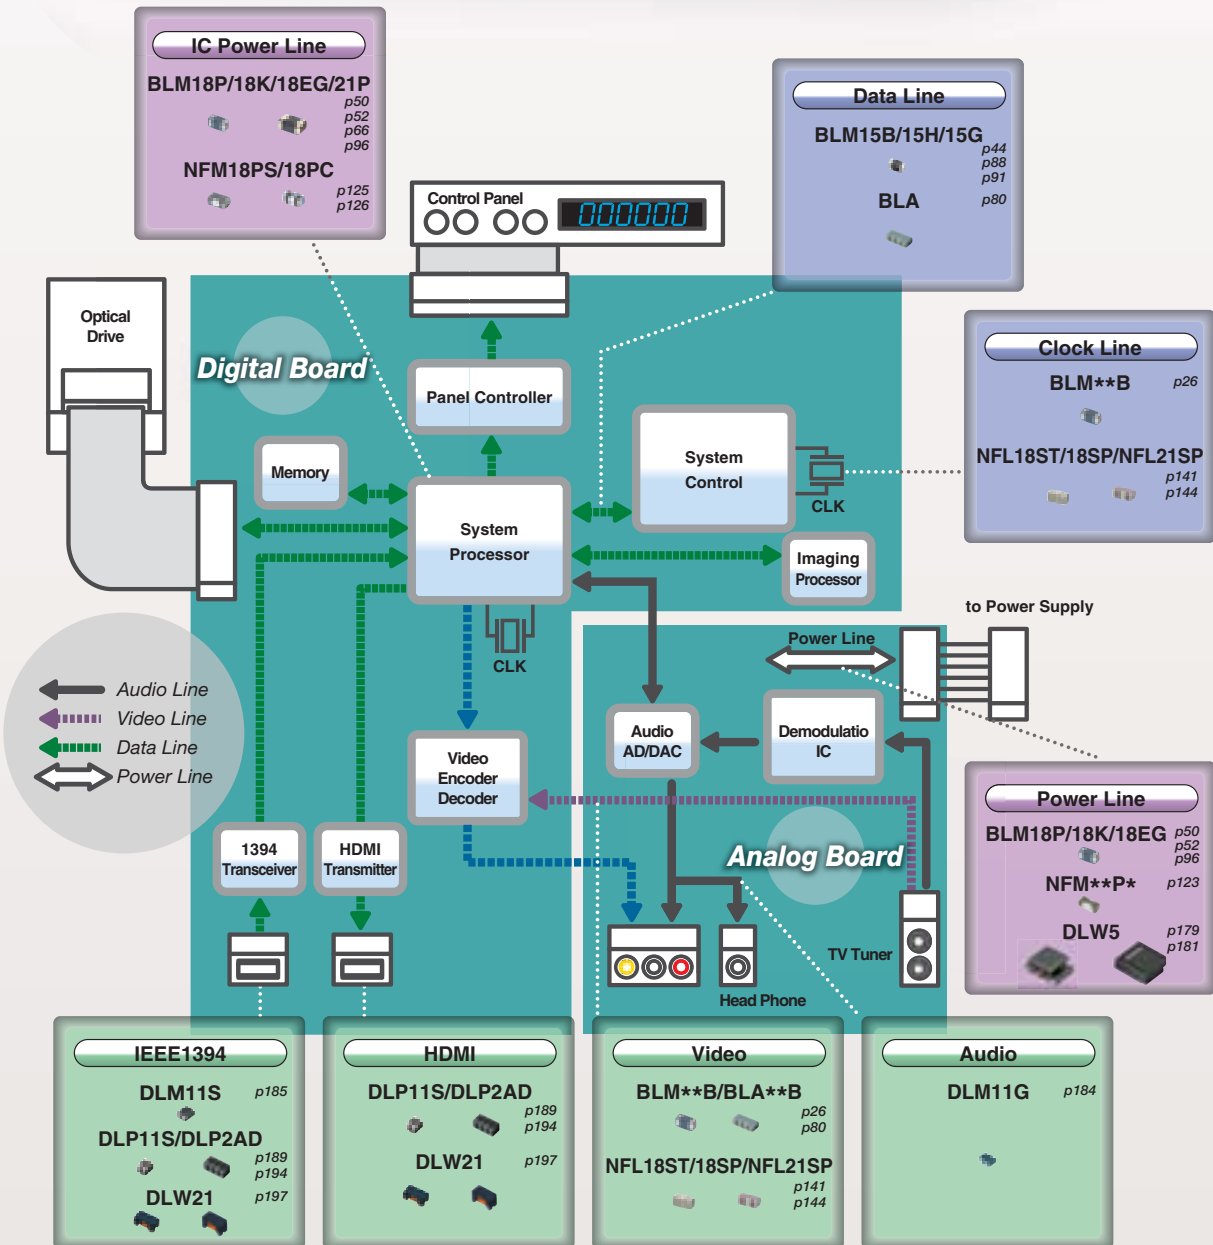 IC Power Line
BLM18P/18K/18EG/21P
p50
p52
p66
p96
NFM18PS/18PC
p125
p126
Data Line
BLM15B/15H/15G
p44
p88
p91
BLA
p80
Control Panel
000000
Optical
Drive
Digital Board
Panel Controller
Clock Line
BLM**B
p26
NFL18ST/18SP/NFL21SP
p141
p144
Memory
System
Control
CLK
System
Processor
Imaging
Processor
CLK
to Power Supply
Power Line
Audio Line
Video Line
Data Line
Power Line
Audio
AD/DAC
Demodulatio
IC
Video
Encoder
Decoder
1394
Transceiver
HDMI
Transmitter
Analog Board
TV Tuner
Head Phone
Power Line
BLM18P/18K/18EG
p50
p52
p96
NFM**P*
p123
DLW5
p179
p181
IEEE1394
DLM11S
p185
DLP11S/DLP2AD
p189
p194
DLW21
p197
HDMI
DLP11S/DLP2AD
p189
p194
DLW21
p197
Video
BLM**B/BLA**B
p26
p80
NFL18ST/18SP/NFL21SP
p141
p144
Audio
DLM11G
p184